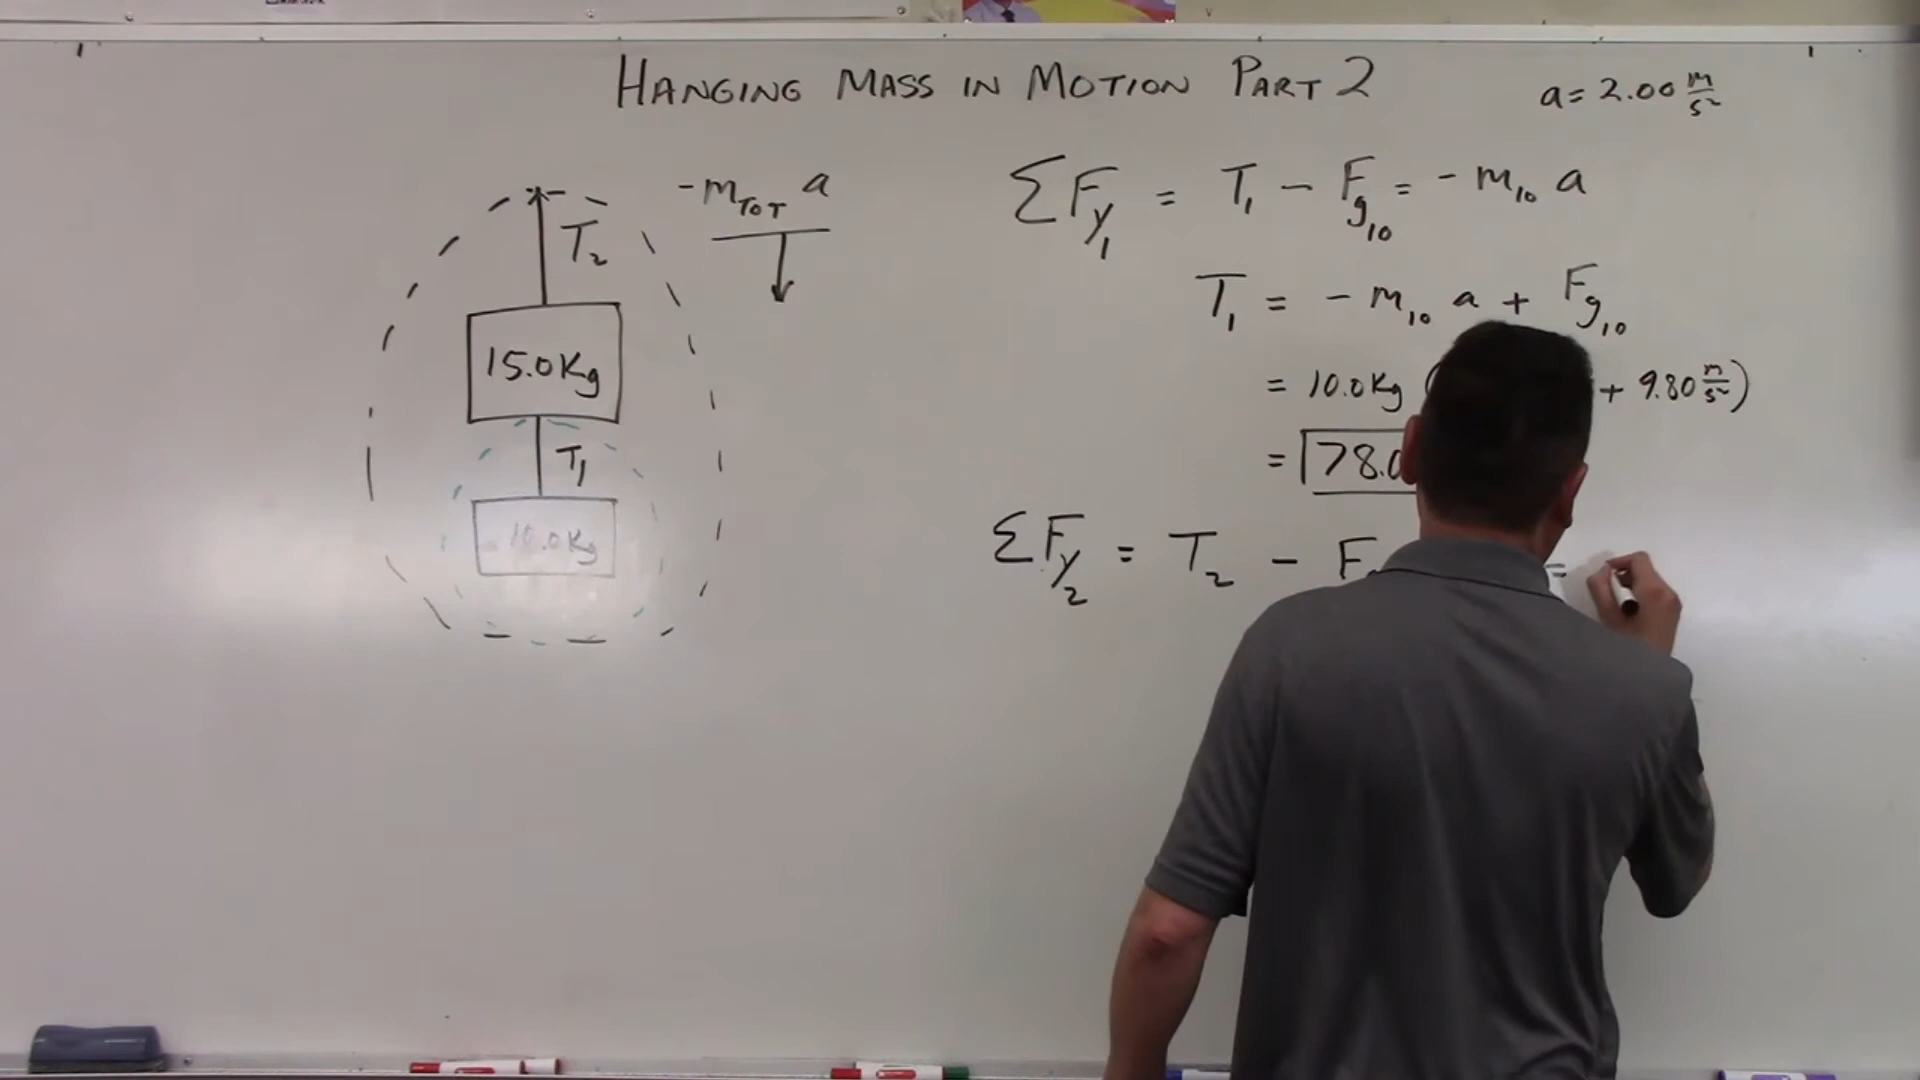 HANGING MASS IN MOTION PART 2
a = 2.00 m/s²
-m_TOT a
T₂
15.0 Kg
T₁
10.0 Kg
ΣF_y₁ = T₁ - F_g₁₀ = -m₁₀ a
T₁ = -m₁₀ a + F_g₁₀
= 10.0 Kg ( + 9.80 m/s²)
= 78.0
ΣF_y₂ = T₂ - F =